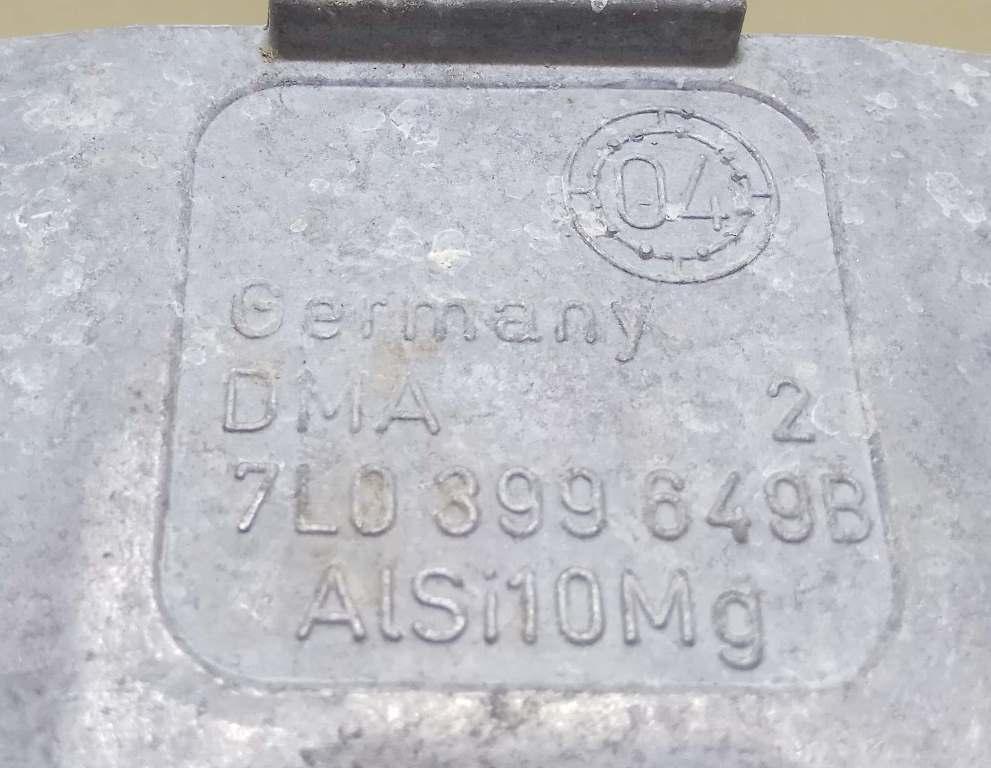 04
Germany
DMA 2
7L0 399 649B
AlSi10Mg